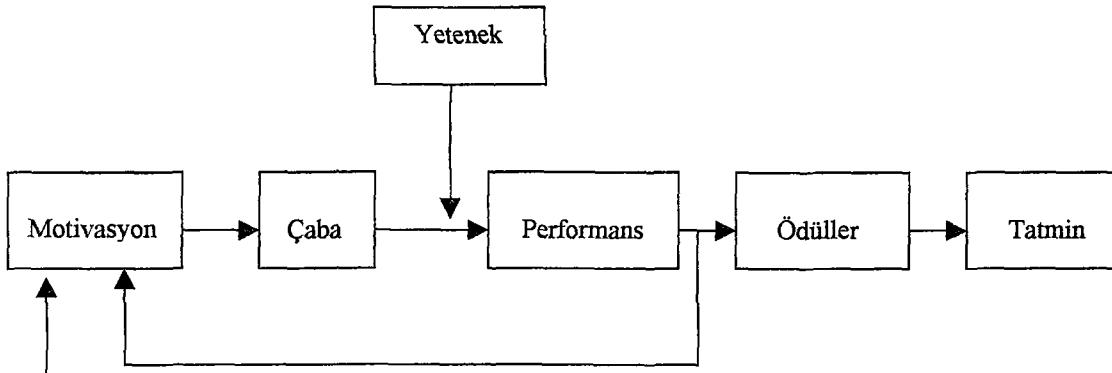 Yetenek
Motivasyon
Çaba
Performans
Ödüller
Tatmin